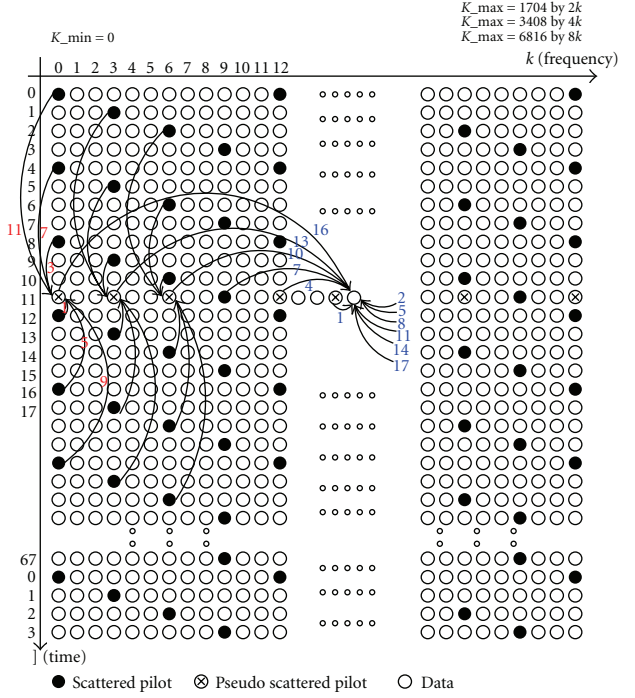 K_max = 1704 by 2k
K_max = 3408 by 4k
K_max = 6816 by 8k
K_min = 0
k (frequency)
0 1 2 3 4 5 6 7 8 9 10 11 12
0
1
2
3
4
5
6
11 7 16
7
8 13
9 3 10
7
10 4
11 2
1 5
12 1 8
13 5 11
14 14
15 9 17
16
17
67
0
1
2
3
] (time)
Scattered pilot Pseudo scattered pilot Data